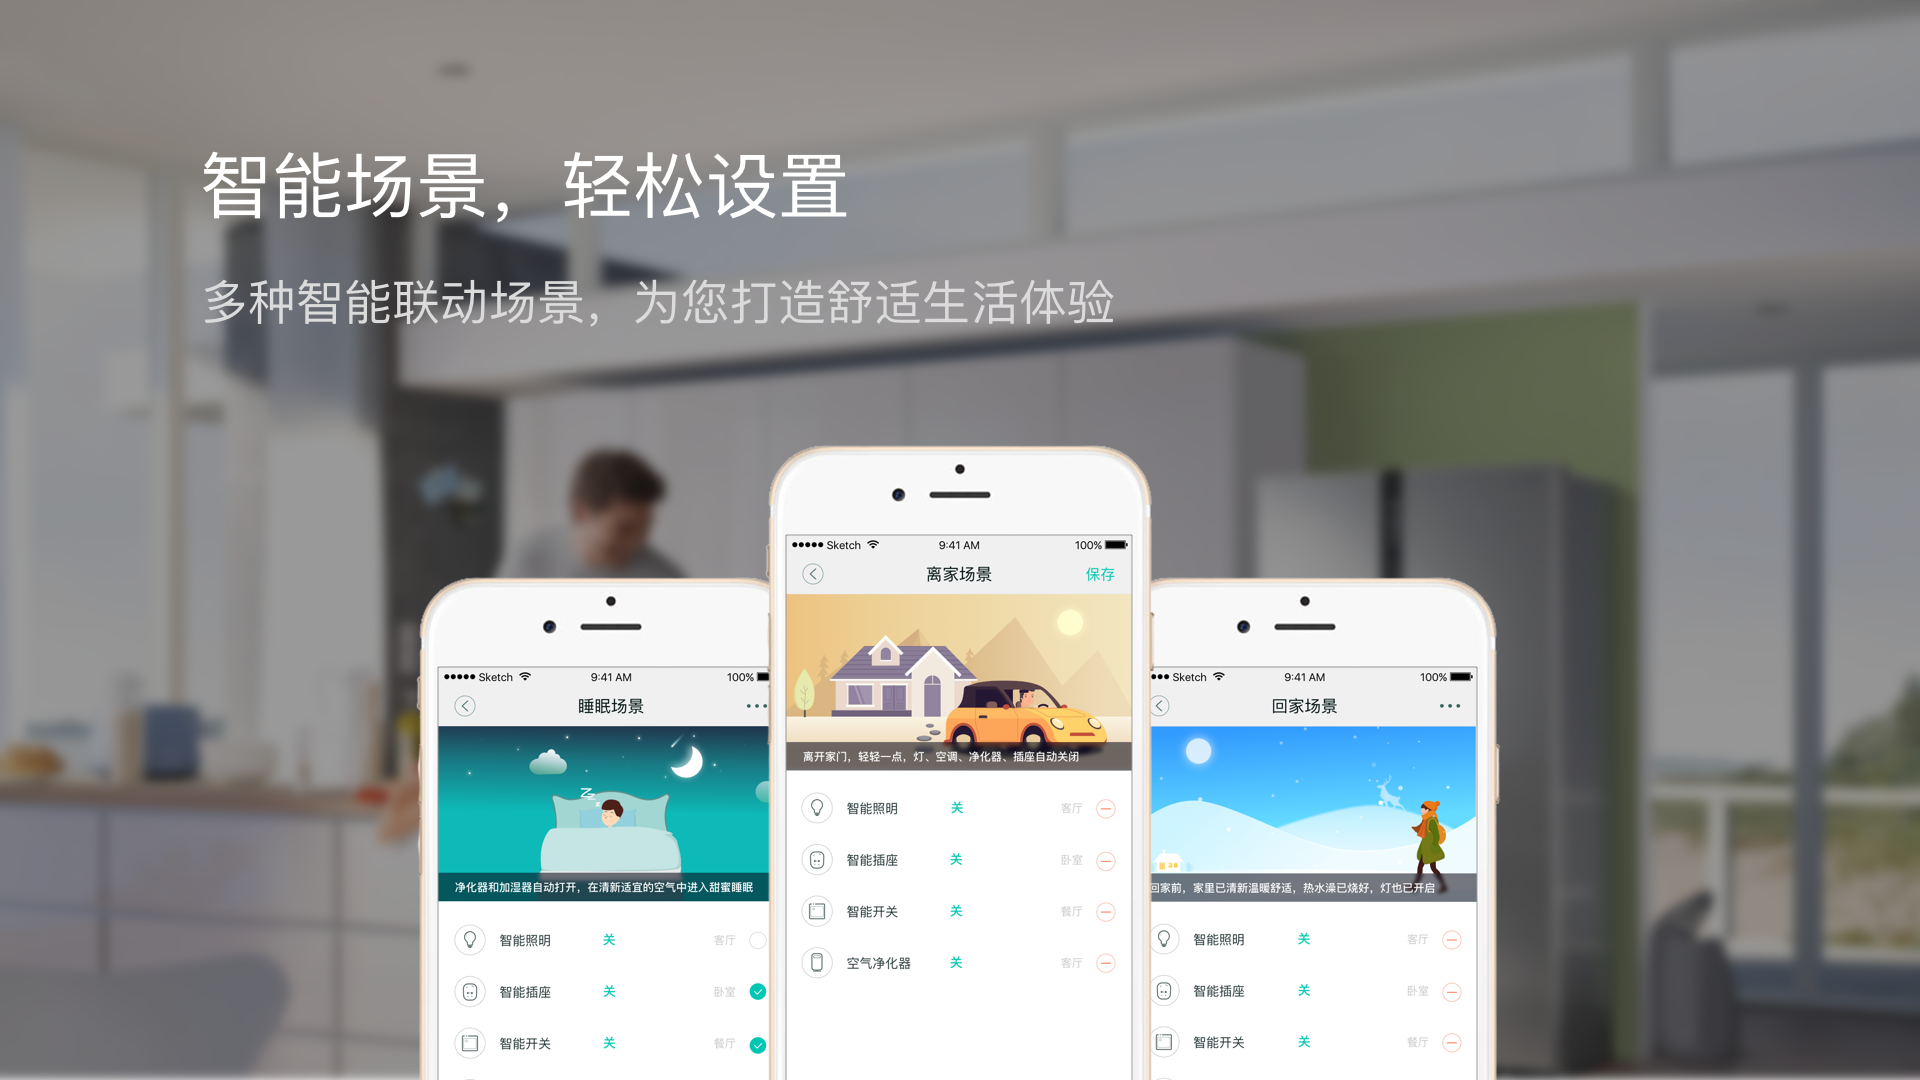 智能场景，轻松设置
多种智能联动场景，为您打造舒适生活体验
Sketch 9:41 AM 100%
睡眠场景
净化器和加湿器自动打开，在清新适宜的空气中进入甜蜜睡眠
智能照明 关 客厅
智能插座 关 卧室
智能开关 关 餐厅
Sketch 9:41 AM 100%
离家场景 保存
离开家门，轻轻一点，灯、空调、净化器、插座自动关闭
智能照明 关 客厅
智能插座 关 卧室
智能开关 关 餐厅
空气净化器 关 客厅
Sketch 9:41 AM 100%
回家场景
回家前，家里已清新温暖舒适，热水澡已烧好，灯也已开启
智能照明 关 客厅
智能插座 关 卧室
智能开关 关 餐厅